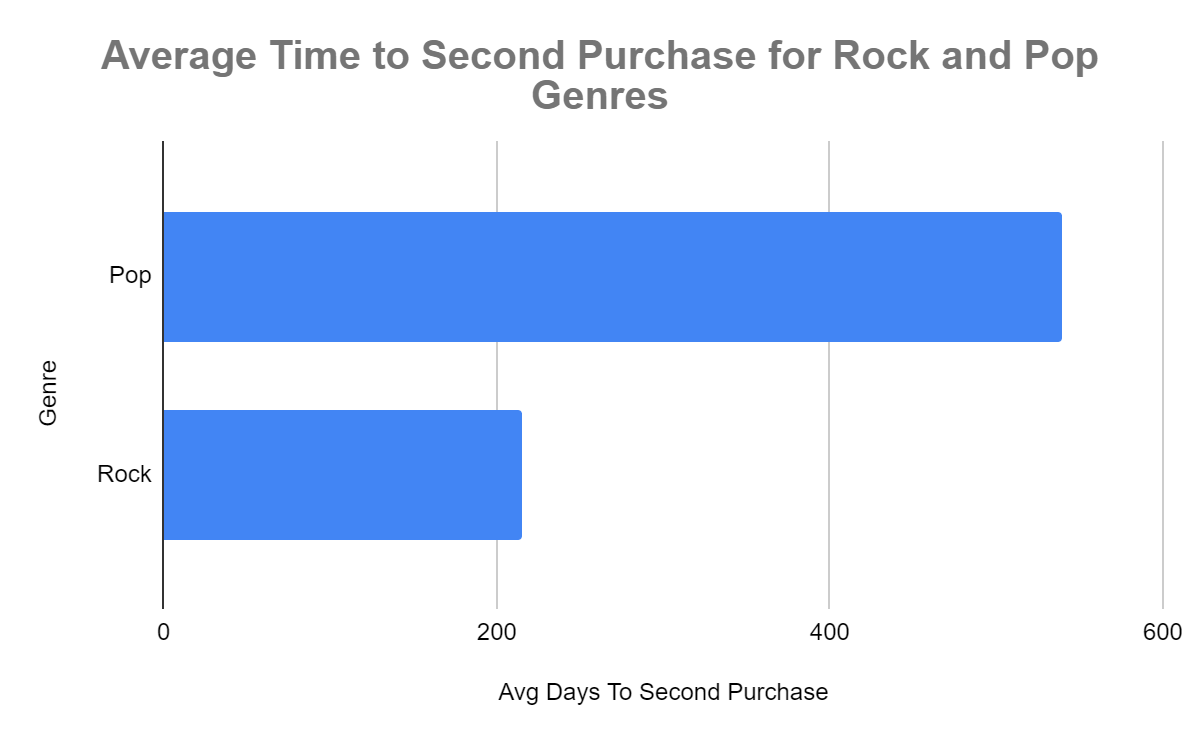 Average Time to Second Purchase for Rock and Pop
Genres
Genre
Pop
Rock
0 200 400 600
Avg Days To Second Purchase